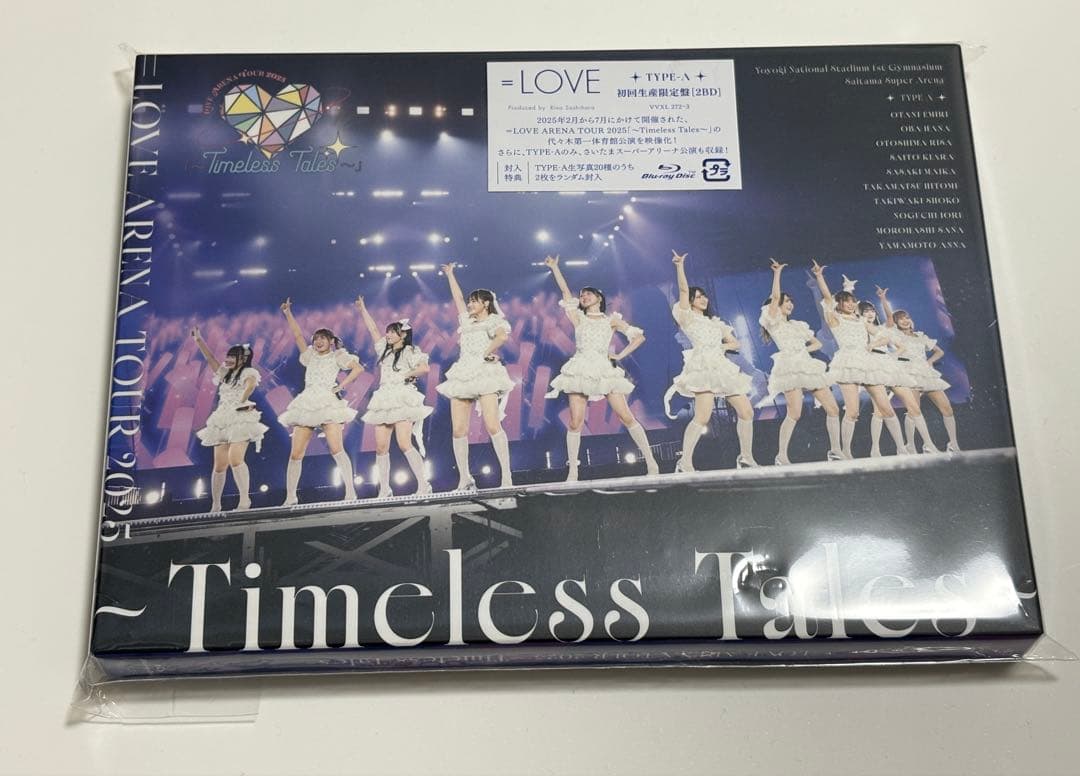 =LOVE ARENA TOUR 2025
=LOVE ARENA TOUR 2025
『~Timeless Tales~』
=LOVE
Produced by Rino Sashihara
✦ TYPE-A ✦
初回生産限定盤[2BD]
VVXL 272-3
2025年2月から7月にかけて開催された、
=LOVE ARENA TOUR 2025『~Timeless Tales~』の
代々木第一体育館公演を映像化!
さらに、TYPE-Aのみ、さいたまスーパーアリーナ公演も収録!
封入特典
TYPE-A生写真20種のうち
2枚をランダム封入
Blu-ray Disc
プラ
Yoyogi National Stadium 1st Gymnasium
Saitama Super Arena
✦ TYPE-A ✦
OTANI EMIRI
OBA HANA
OTOSHIMA RISA
SAITO KIARA
SASAKI MAIKA
TAKAMATSU HITOMI
TAKIWAKI SHOKO
NOGUCHI IORI
MOROHASHI SANA
YAMAMOTO ANNA
~Timeless Tales~